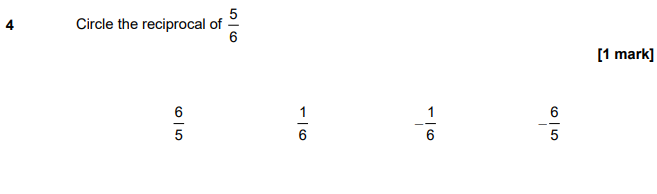 4 Circle the reciprocal of 5/6
[1 mark]
6/5 1/6 -1/6 -6/5